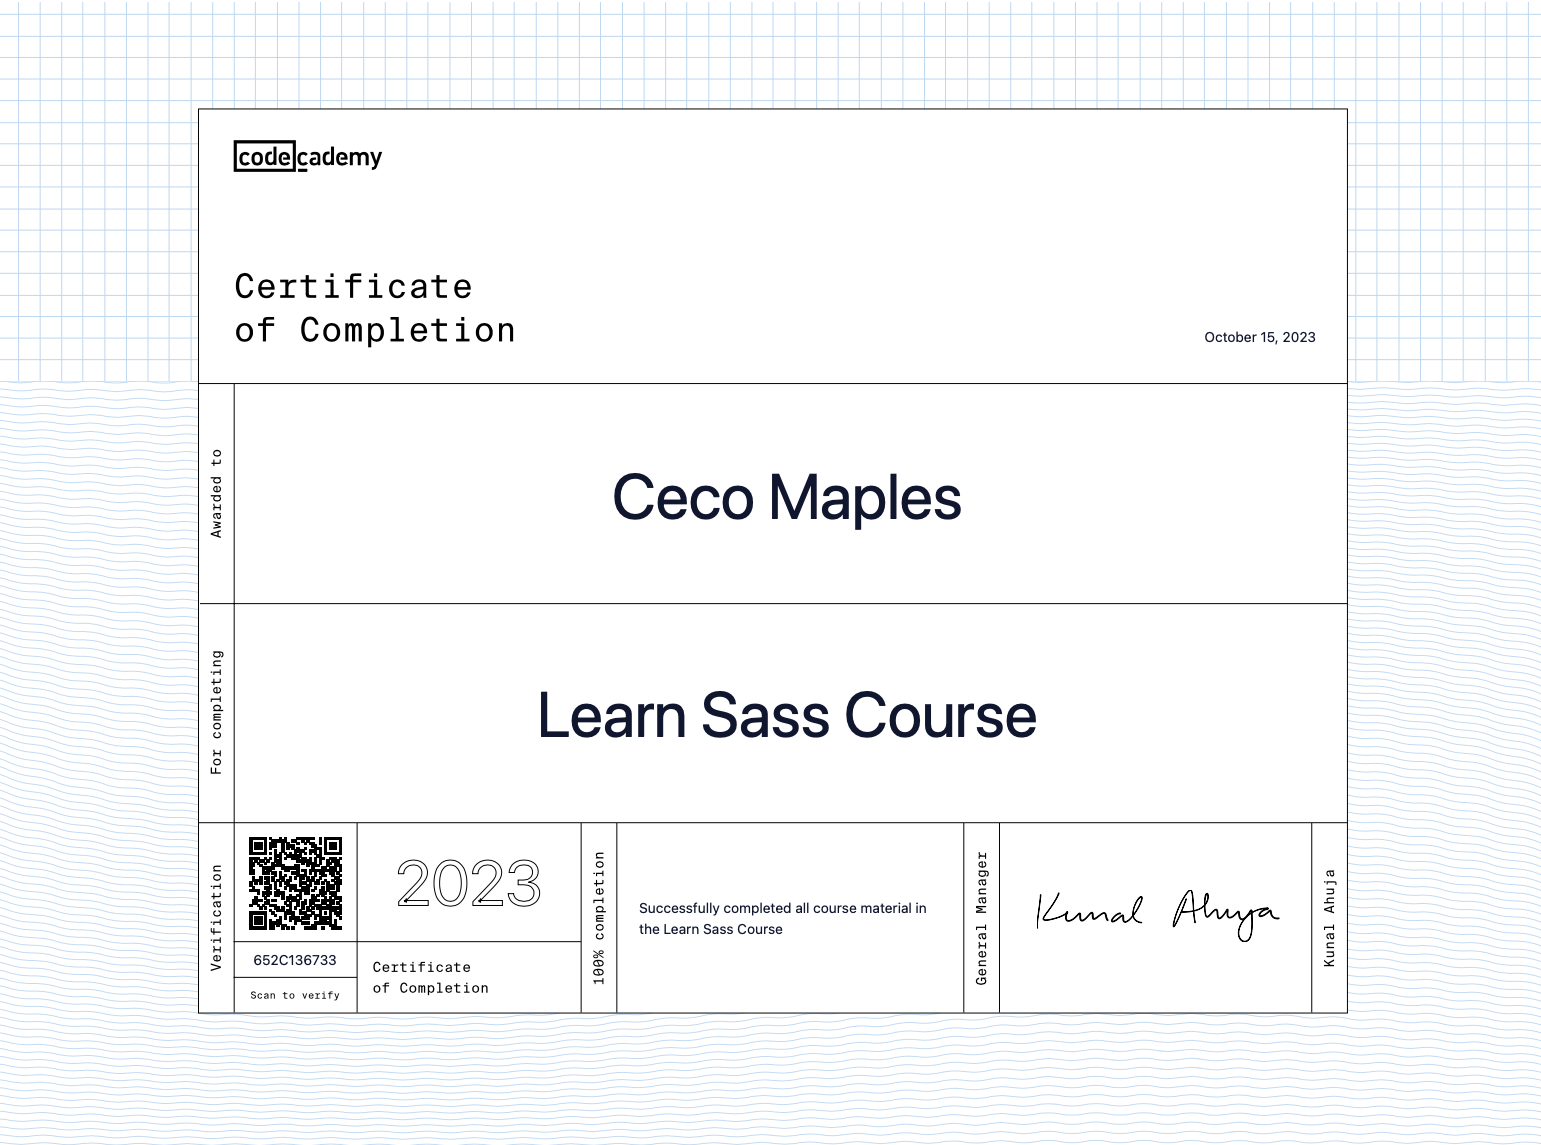 codecademy
Certificate
of Completion
October 15, 2023
Awarded to
Ceco Maples
For completing
Learn Sass Course
Verification
652C136733
Scan to verify
2023
Certificate
of Completion
100% completion
Successfully completed all course material in
the Learn Sass Course
General Manager
Kunal Ahuja
Kunal Ahuja